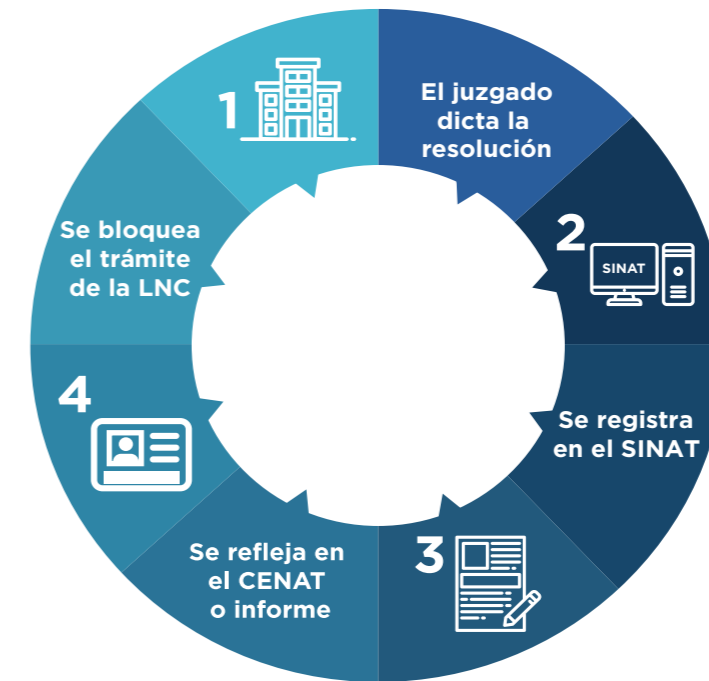 1
El juzgado
dicta la
resolución
2
SINAT
Se registra
en el SINAT
3
Se refleja en
el CENAT
o informe
4
Se bloquea
el trámite
de la LNC